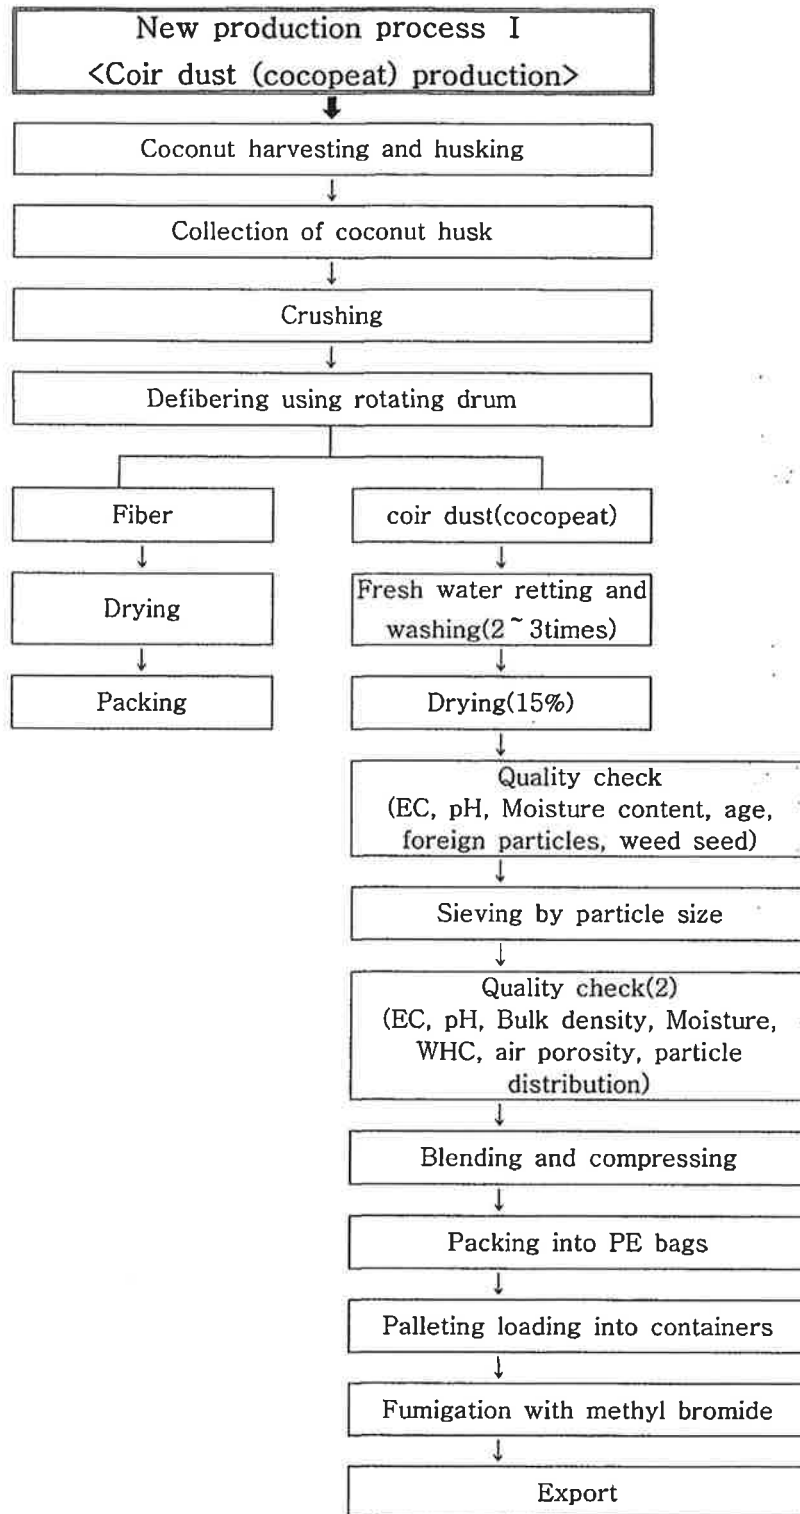 New production process Ⅰ
<Coir dust (cocopeat) production>
Coconut harvesting and husking
Collection of coconut husk
Crushing
Defibering using rotating drum
Fiber
Drying
Packing
coir dust(cocopeat)
Fresh water retting and
washing(2~3times)
Drying(15%)
Quality check
(EC, pH, Moisture content, age,
foreign particles, weed seed)
Sieving by particle size
Quality check(2)
(EC, pH, Bulk density, Moisture,
WHC, air porosity, particle
distribution)
Blending and compressing
Packing into PE bags
Palleting loading into containers
Fumigation with methyl bromide
Export